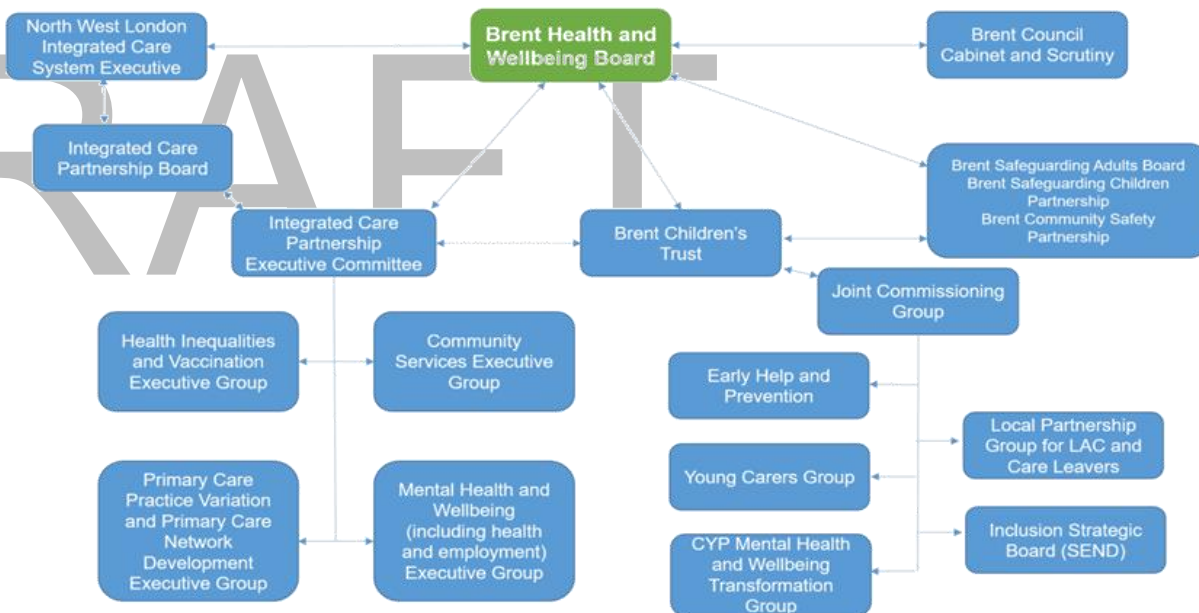 North West London
Integrated Care
System Executive
Brent Health and
Wellbeing Board
Brent Council
Cabinet and Scrutiny
RAFT
Integrated Care
Partnership Board
Brent Safeguarding Adults Board
Brent Safeguarding Children
Partnership
Brent Community Safety
Partnership
Integrated Care
Partnership
Executive Committee
Brent Children's
Trust
Joint Commissioning
Group
Health Inequalities
and Vaccination
Executive Group
Community
Services Executive
Group
Early Help and
Prevention
Local Partnership
Group for LAC and
Care Leavers
Primary Care
Practice Variation
and Primary Care
Network
Development
Executive Group
Mental Health and
Wellbeing
(including health
and employment)
Executive Group
Young Carers Group
Inclusion Strategic
Board (SEND)
CYP Mental Health
and Wellbeing
Transformation
Group